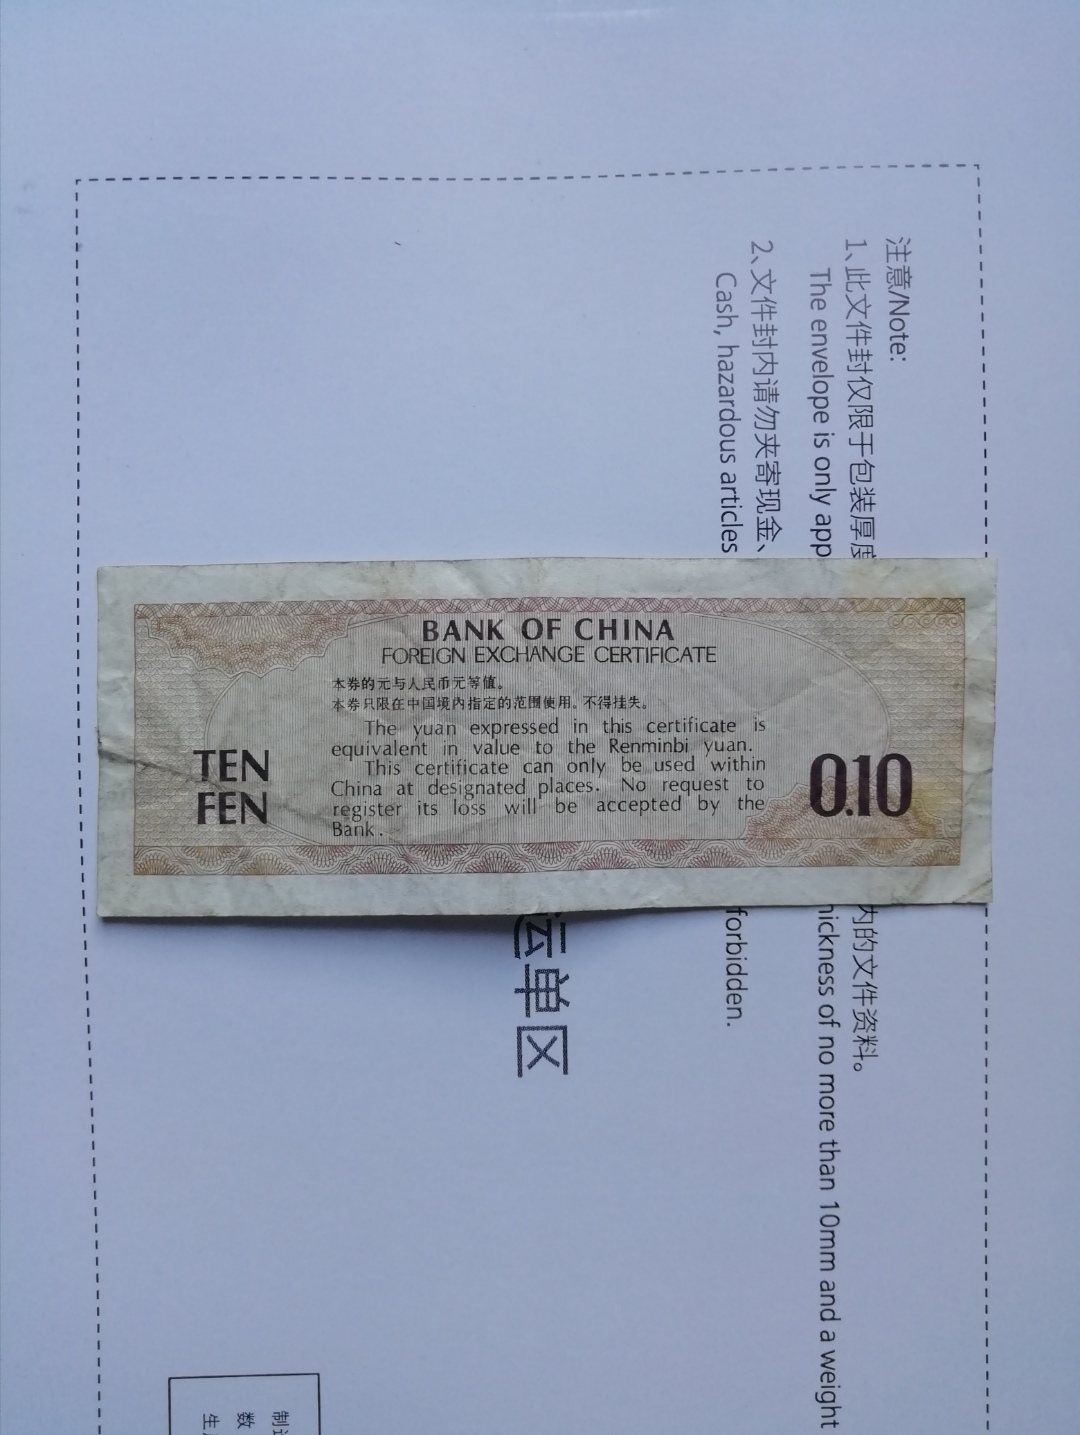 注意/Note:
1、此文件封仅限于包装厚度
内的文件资料。
The envelope is only app
hickness of no more than 10mm and a weight
2、文件封内请勿夹寄现金、
Cash, hazardous articles
forbidden.
BANK OF CHINA
FOREIGN EXCHANGE CERTIFICATE
本券的元与人民币元等值。
本券只限在中国境内指定的范围使用。不得挂失。
The yuan expressed in this certificate is
equivalent in value to the Renminbi yuan.
This certificate can only be used within
China at designated places. No request to
register its loss will be accepted by the
Bank.
TEN
FEN
0.10
运单区
数
生